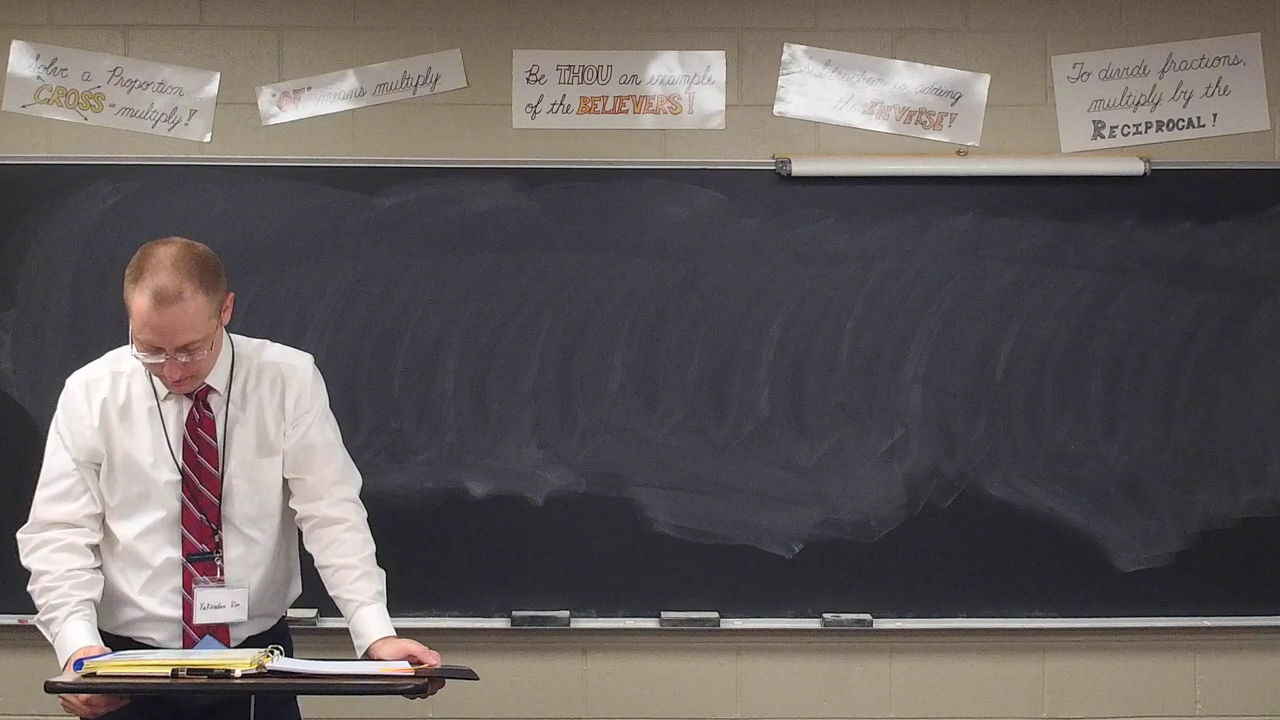 Solve a Proportion...
CROSS-multiply!
"OF" means multiply
Be THOU an example
of the BELIEVERS!
Subtraction is adding
the INVERSE!
To divide fractions,
multiply by the
RECIPROCAL!